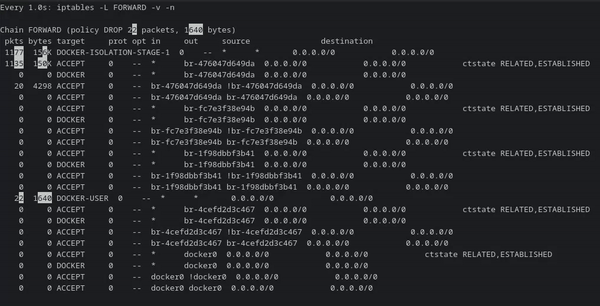 Every 1.0s: iptables -L FORWARD -v -n
Chain FORWARD (policy DROP 22 packets, 1640 bytes)
pkts bytes target prot opt in out source destination
1177 156K DOCKER-ISOLATION-STAGE-1 0 -- * * 0.0.0.0/0 0.0.0.0/0
1135 150K ACCEPT 0 -- * br-476047d649da 0.0.0.0/0 0.0.0.0/0 ctstate RELATED,ESTABLISHED
0 0 DOCKER 0 -- * br-476047d649da 0.0.0.0/0 0.0.0.0/0
20 4298 ACCEPT 0 -- br-476047d649da !br-476047d649da 0.0.0.0/0 0.0.0.0/0
0 0 ACCEPT 0 -- br-476047d649da br-476047d649da 0.0.0.0/0 0.0.0.0/0
0 0 ACCEPT 0 -- * br-fc7e3f38e94b 0.0.0.0/0 0.0.0.0/0 ctstate RELATED,ESTABLISHED
0 0 DOCKER 0 -- * br-fc7e3f38e94b 0.0.0.0/0 0.0.0.0/0
0 0 ACCEPT 0 -- br-fc7e3f38e94b !br-fc7e3f38e94b 0.0.0.0/0 0.0.0.0/0
0 0 ACCEPT 0 -- br-fc7e3f38e94b br-fc7e3f38e94b 0.0.0.0/0 0.0.0.0/0
0 0 ACCEPT 0 -- * br-1f98dbbf3b41 0.0.0.0/0 0.0.0.0/0 ctstate RELATED,ESTABLISHED
0 0 DOCKER 0 -- * br-1f98dbbf3b41 0.0.0.0/0 0.0.0.0/0
0 0 ACCEPT 0 -- br-1f98dbbf3b41 !br-1f98dbbf3b41 0.0.0.0/0 0.0.0.0/0
0 0 ACCEPT 0 -- br-1f98dbbf3b41 br-1f98dbbf3b41 0.0.0.0/0 0.0.0.0/0
22 1640 DOCKER-USER 0 -- * * 0.0.0.0/0 0.0.0.0/0
0 0 ACCEPT 0 -- * br-4cefd2d3c467 0.0.0.0/0 0.0.0.0/0 ctstate RELATED,ESTABLISHED
0 0 DOCKER 0 -- * br-4cefd2d3c467 0.0.0.0/0 0.0.0.0/0
0 0 ACCEPT 0 -- br-4cefd2d3c467 !br-4cefd2d3c467 0.0.0.0/0 0.0.0.0/0
0 0 ACCEPT 0 -- br-4cefd2d3c467 br-4cefd2d3c467 0.0.0.0/0 0.0.0.0/0
0 0 ACCEPT 0 -- * docker0 0.0.0.0/0 0.0.0.0/0 ctstate RELATED,ESTABLISHED
0 0 DOCKER 0 -- * docker0 0.0.0.0/0 0.0.0.0/0
0 0 ACCEPT 0 -- docker0 !docker0 0.0.0.0/0 0.0.0.0/0
0 0 ACCEPT 0 -- docker0 docker0 0.0.0.0/0 0.0.0.0/0